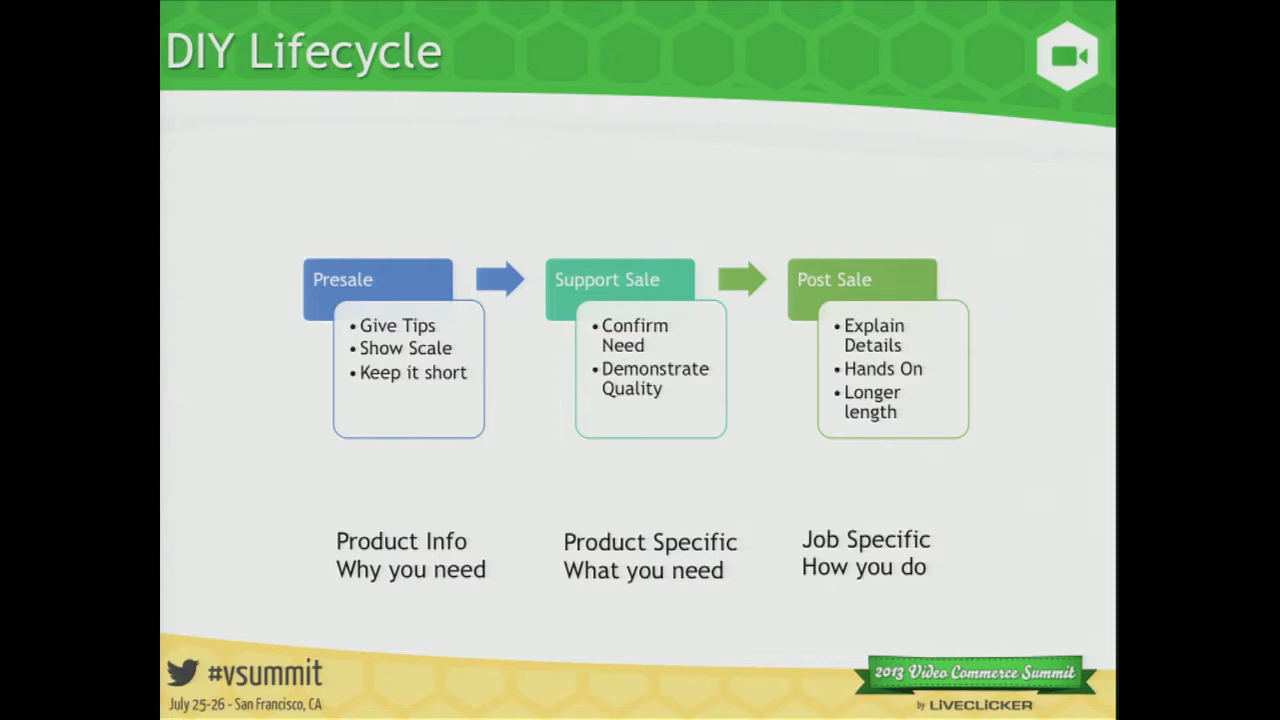 DIY Lifecycle
Presale
• Give Tips
• Show Scale
• Keep it short
Support Sale
• Confirm
Need
• Demonstrate
Quality
Post Sale
• Explain
Details
• Hands On
• Longer
length
Product Info
Why you need
Product Specific
What you need
Job Specific
How you do
#vsummit
July 25-26 - San Francisco, CA
2013 Video Commerce Summit
by LIVECLICKER